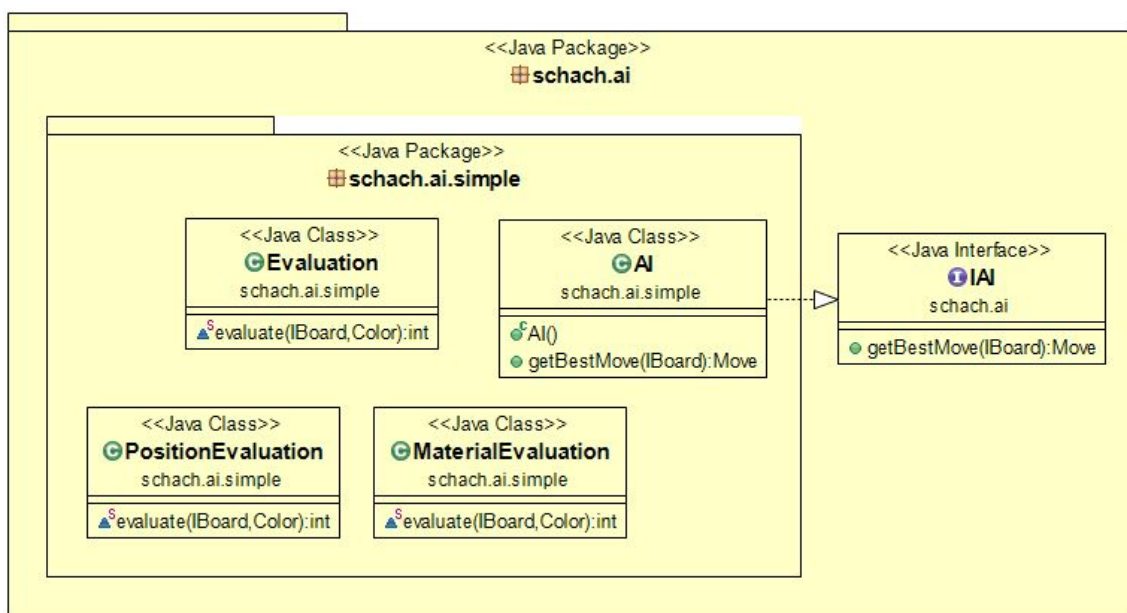 <<Java Package>>
schach.ai
<<Java Package>>
schach.ai.simple
<<Java Class>>
C Evaluation
schach.ai.simple
S evaluate(IBoard,Color):int
<<Java Class>>
C AI
schach.ai.simple
C AI()
getBestMove(IBoard):Move
<<Java Interface>>
I IAI
schach.ai
getBestMove(IBoard):Move
<<Java Class>>
C PositionEvaluation
schach.ai.simple
S evaluate(IBoard,Color):int
<<Java Class>>
C MaterialEvaluation
schach.ai.simple
S evaluate(IBoard,Color):int